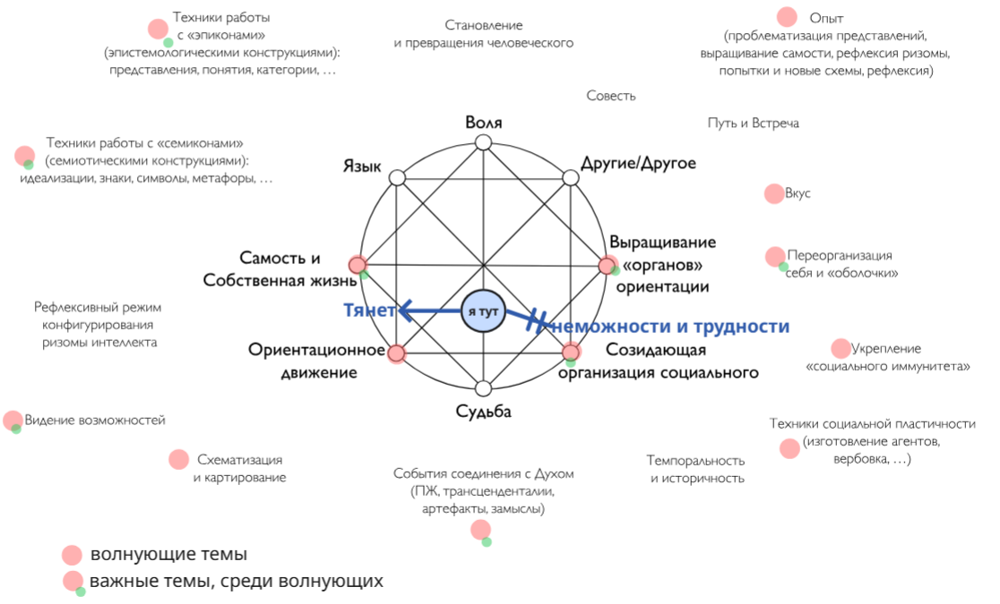 Техники работы
с «эпиконами»
(эпистемологическими конструкциями):
представления, понятия, категории, …
Становление
и превращения человеческого
Опыт
(проблематизация представлений,
выращивание самости, рефлексия ризомы,
попытки и новые схемы, рефлексия)
Совесть
Путь и Встреча
Техники работы с «семиконами»
(семиотическими конструкциями):
идеализации, знаки, символы, метафоры, …
Воля
Язык
Другие/Другое
Вкус
Самость и
Собственная жизнь
Выращивание
«органов»
ориентации
Переорганизация
себя и «оболочки»
Рефлексивный режим
конфигурирования
ризомы интеллекта
Тянет
я тут
неможности и трудности
Ориентационное
движение
Созидающая
организация социального
Укрепление
«социального иммунитета»
Судьба
Видение возможностей
Техники социальной пластичности
(изготовление агентов,
вербовка, …)
Схематизация
и картирование
События соединения с Духом
(ПЖ, трансценденталии,
артефакты, замыслы)
Темпоральность
и историчность
волнующие темы
важные темы, среди волнующих